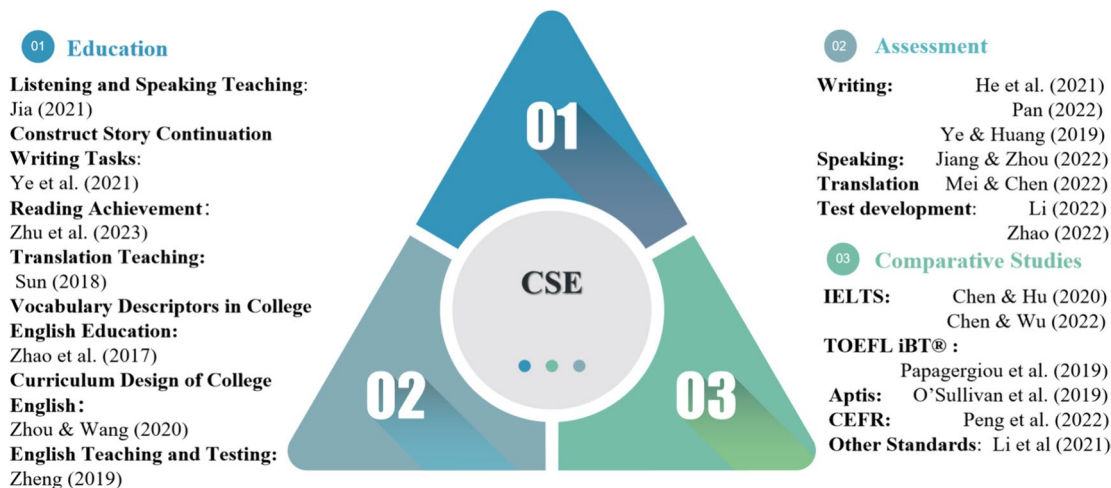 01 Education
Listening and Speaking Teaching:
Jia (2021)
Construct Story Continuation
Writing Tasks:
Ye et al. (2021)
Reading Achievement：
Zhu et al. (2023)
Translation Teaching:
Sun (2018)
Vocabulary Descriptors in College
English Education:
Zhao et al. (2017)
Curriculum Design of College
English：
Zhou & Wang (2020)
English Teaching and Testing:
Zheng (2019)
01
CSE
02
03
02 Assessment
Writing: He et al. (2021)
Pan (2022)
Ye & Huang (2019)
Speaking: Jiang & Zhou (2022)
Translation Mei & Chen (2022)
Test development: Li (2022)
Zhao (2022)
03 Comparative Studies
IELTS: Chen & Hu (2020)
Chen & Wu (2022)
TOEFL iBT® :
Papagergiou et al. (2019)
Aptis: O’Sullivan et al. (2019)
CEFR: Peng et al. (2022)
Other Standards: Li et al (2021)